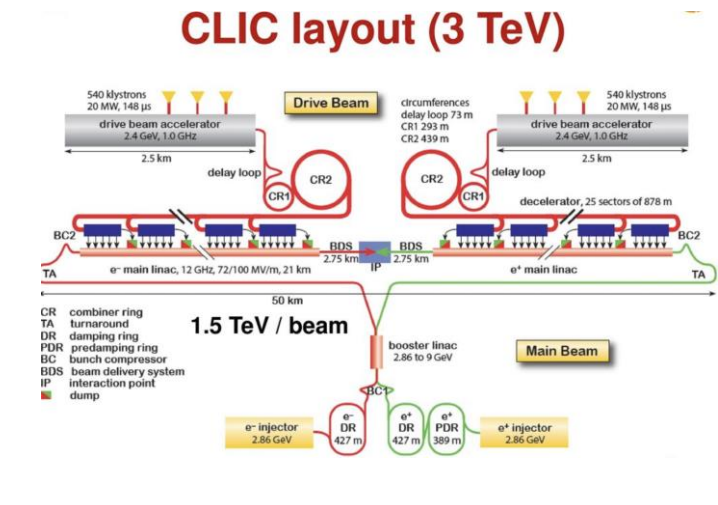 CLIC layout (3 TeV)
540 klystrons
20 MW, 148 µs
drive beam accelerator
2.4 GeV, 1.0 GHz
2.5 km
Drive Beam
circumferences
delay loop 73 m
CR1 293 m
CR2 439 m
540 klystrons
20 MW, 148 µs
drive beam accelerator
2.4 GeV, 1.0 GHz
2.5 km
delay loop
CR1
CR2
CR2
CR1
delay loop
decelerator, 25 sectors of 878 m
BC2
TA
e⁻ main linac, 12 GHz, 72/100 MV/m, 21 km
BDS
2.75 km
IP
BDS
2.75 km
e⁺ main linac
BC2
TA
50 km
CR combiner ring
TA turnaround
DR damping ring
PDR predamping ring
BC bunch compressor
BDS beam delivery system
IP interaction point
dump
1.5 TeV / beam
booster linac
2.86 to 9 GeV
Main Beam
BC1
e⁻ injector
2.86 GeV
e⁻
DR
427 m
e⁺
DR
427 m
e⁺
PDR
389 m
e⁺ injector
2.86 GeV